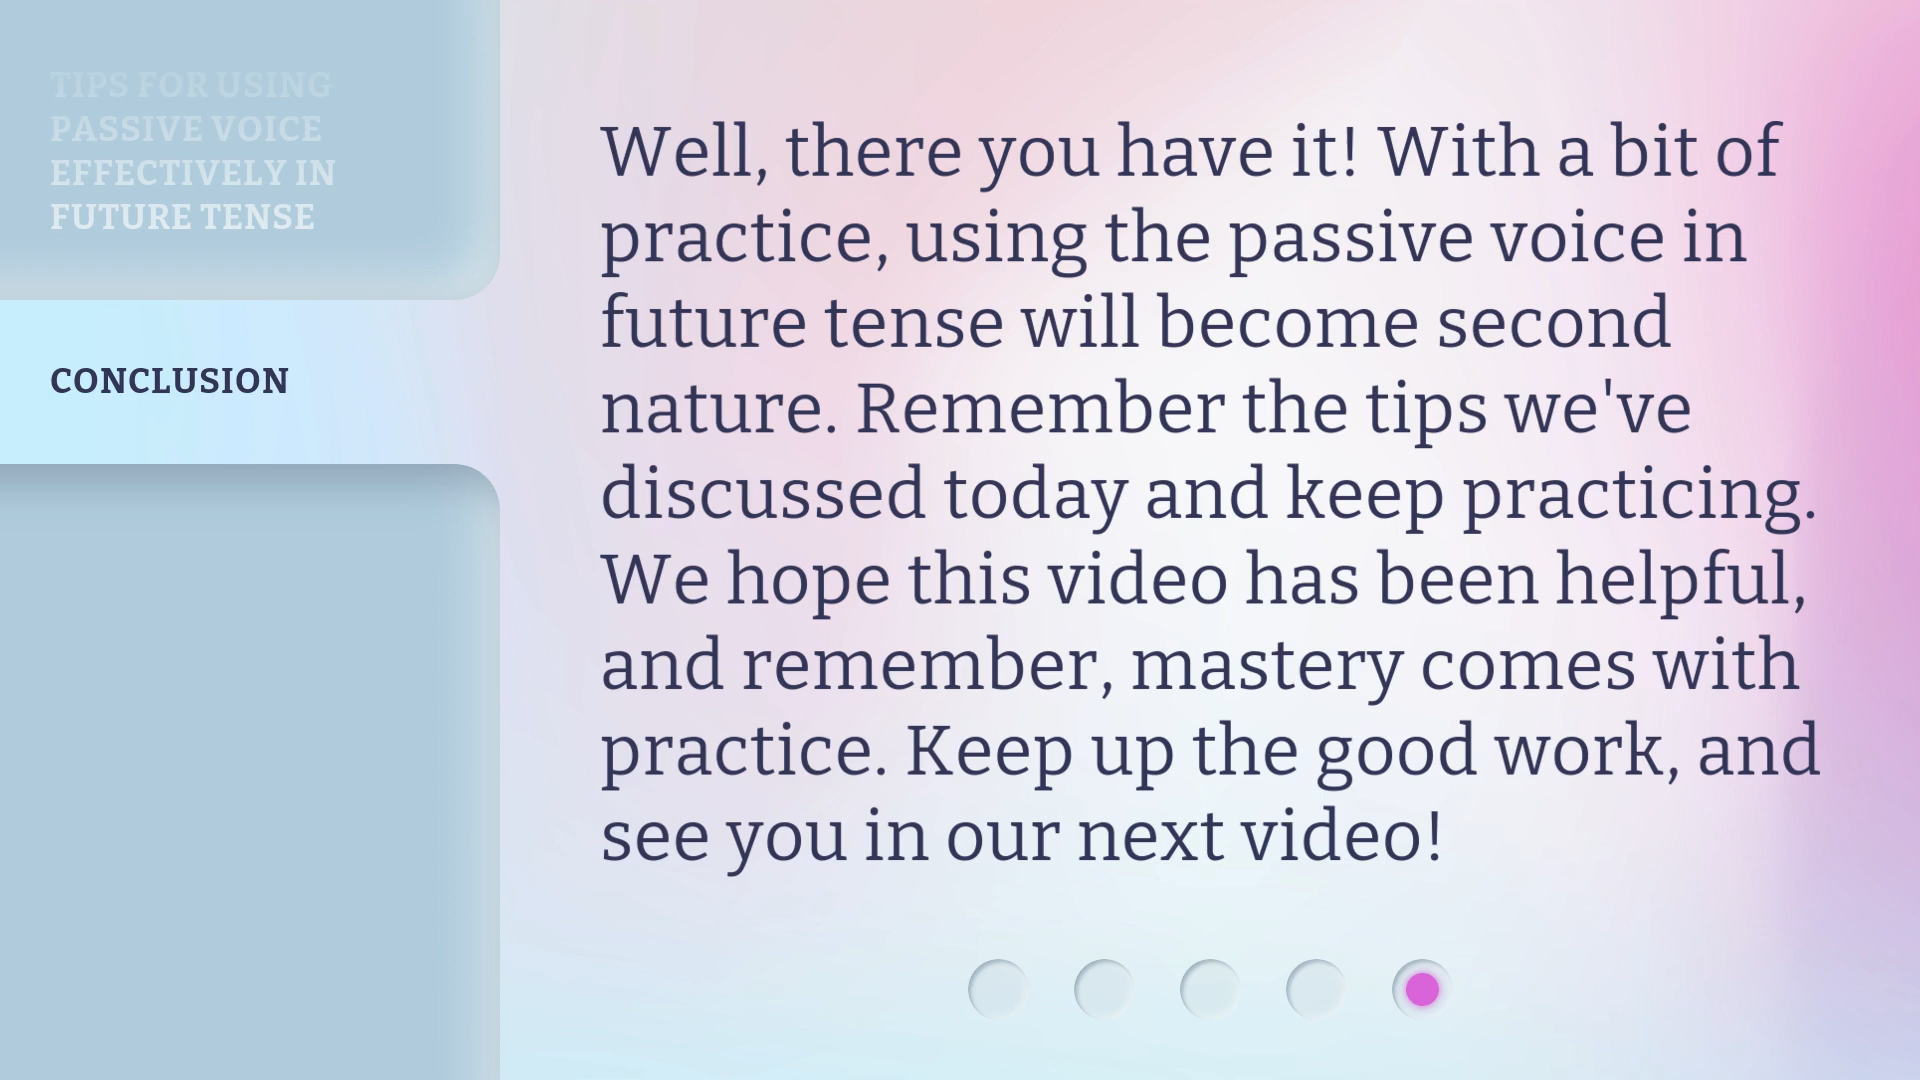 TIPS FOR USING
PASSIVE VOICE
EFFECTIVELY IN
FUTURE TENSE
CONCLUSION
Well, there you have it! With a bit of
practice, using the passive voice in
future tense will become second
nature. Remember the tips we've
discussed today and keep practicing.
We hope this video has been helpful,
and remember, mastery comes with
practice. Keep up the good work, and
see you in our next video!